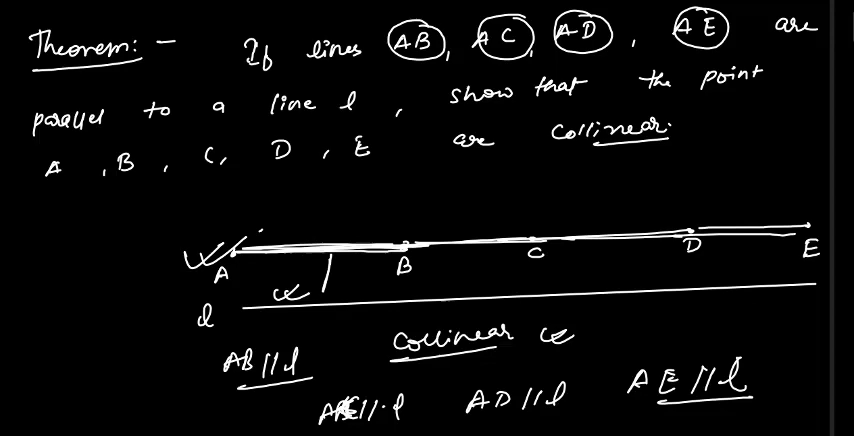 Theorem: - If lines AB, AC, AD, AE are
parallel to a line l, show that the point
A, B, C, D, E are collinear.
A B C D E
l
Collinear
AB || l
AC || l AD || l AE || l